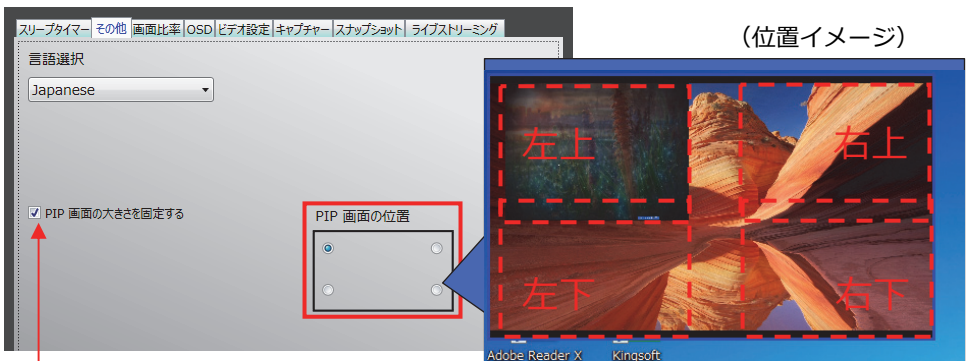 スリープタイマー その他 画面比率 OSD ビデオ設定 キャプチャー スナップショット ライブストリーミング
言語選択
Japanese
PIP 画面の大きさを固定する
PIP 画面の位置
（位置イメージ）
左上 右上
左下 右下
Adobe Reader X Kingsoft